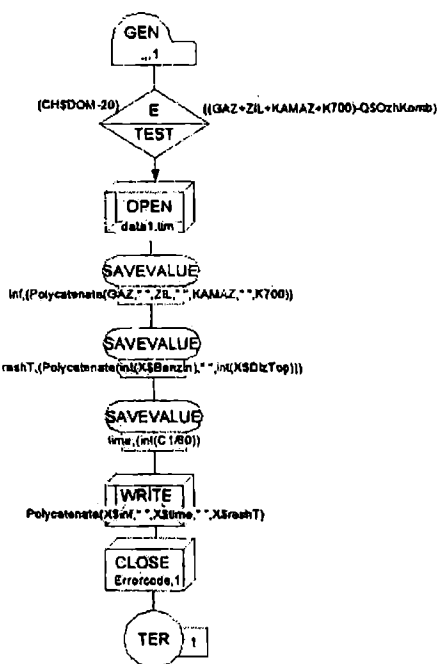 GEN
,,,1
(CH$DOM-20)
E
((GAZ+ZIL+KAMAZ+K700)-Q$OzhKomb)
TEST
OPEN
data1.tim
SAVEVALUE
inf,(Polycatenate(GAZ," ",ZIL," ",KAMAZ," ",K700))
SAVEVALUE
rashT,(Polycatenate(int(X$Benzin)," ",int(X$DizTop)))
SAVEVALUE
time,(int(C1/60))
WRITE
Polycatenate(X$inf," ",X$time," ",X$rashT)
CLOSE
Errorcode,1
TER
1